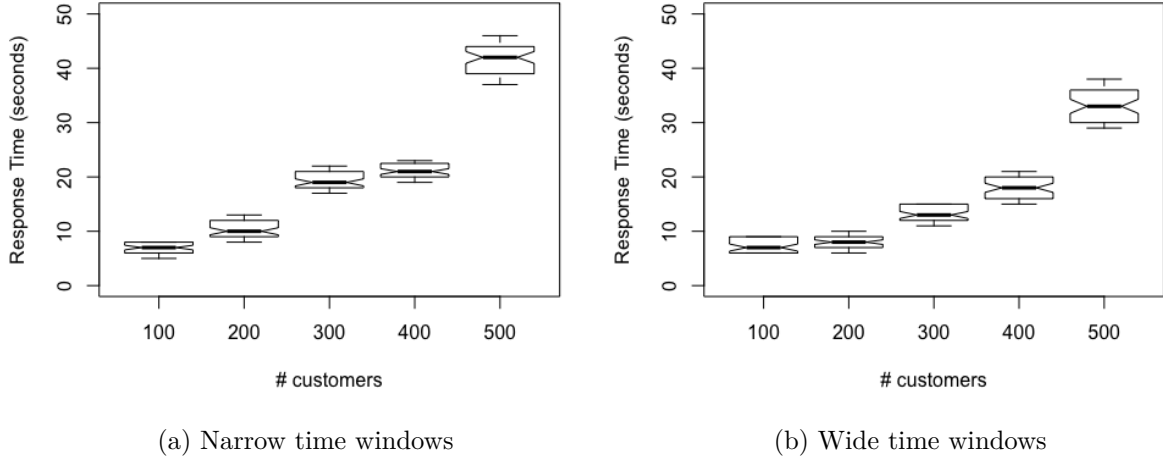 Response Time (seconds)
50
40
30
20
10
0
100 200 300 400 500
# customers
(a) Narrow time windows
Response Time (seconds)
50
40
30
20
10
0
100 200 300 400 500
# customers
(b) Wide time windows